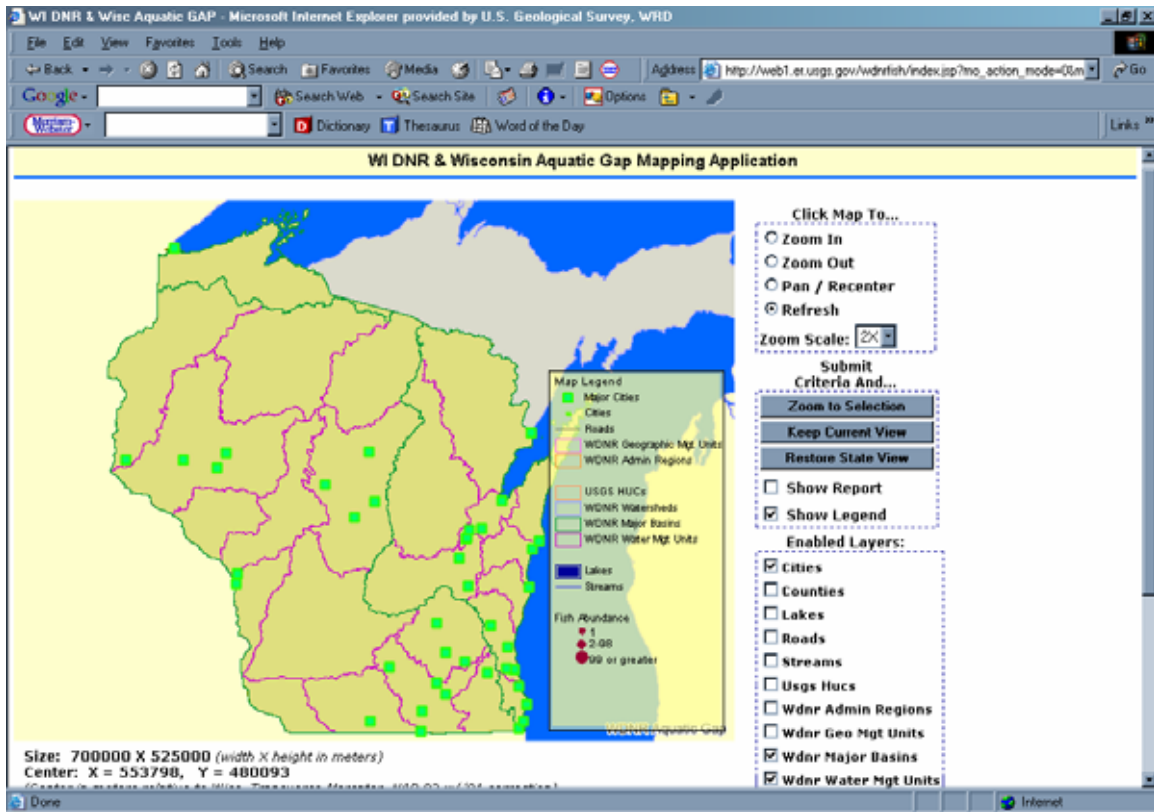 WI DNR & Wisc Aquatic GAP - Microsoft Internet Explorer provided by U.S. Geological Survey, WRD
File Edit View Favorites Tools Help
Back Search Favorites Media Address http://web1.er.usgs.gov/wdnrfish/index.jsp?mo_action_mode=0&m Go
Google Search Web Search Site Options
Merriam-Webster Dictionary Thesaurus Word of the Day Links
WI DNR & Wisconsin Aquatic Gap Mapping Application
Click Map To...
Zoom In
Zoom Out
Pan / Recenter
Refresh
Zoom Scale: 2X
Submit
Criteria And...
Zoom to Selection
Keep Current View
Restore State View
Show Report
Show Legend
Enabled Layers:
Cities
Counties
Lakes
Roads
Streams
Usgs Hucs
Wdnr Admin Regions
Wdnr Geo Mgt Units
Wdnr Major Basins
Wdnr Water Mgt Units
Map Legend
Major Cities
Cities
Roads
WDNR Geographic Mgt. Units
WDNR Admin Regions
USGS HUCs
WDNR Watersheds
WDNR Major Basins
WDNR Water Mgt Units
Lakes
Streams
Fish Abundance
1
2-98
99 or greater
WDNR Aquatic Gap
Size: 700000 X 525000 (width X height in meters)
Center: X = 553798, Y = 480093
Done Internet